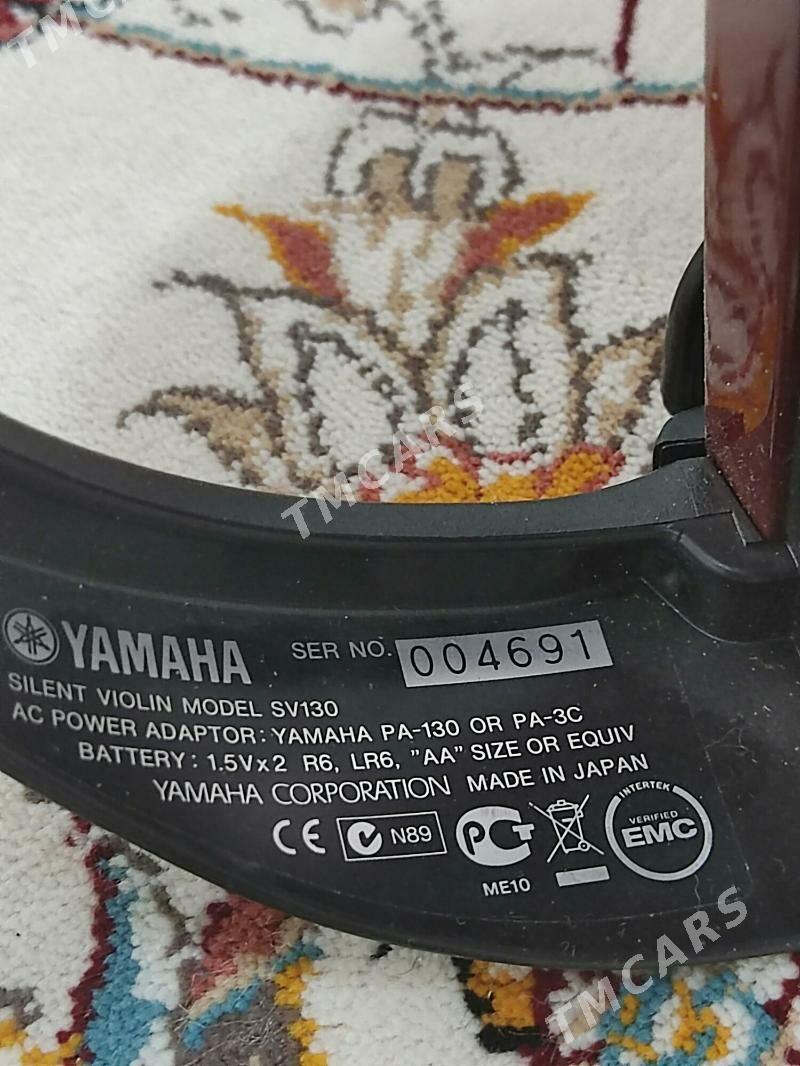 TMCARS
TMCARS
YAMAHA SER NO. 004691
SILENT VIOLIN MODEL SV130
AC POWER ADAPTOR: YAMAHA PA-130 OR PA-3C
BATTERY: 1.5V×2 R6, LR6, "AA" SIZE OR EQUIV
YAMAHA CORPORATION MADE IN JAPAN
CE N89 PCT INTERTEK VERIFIED EMC
ME10
TMCARS